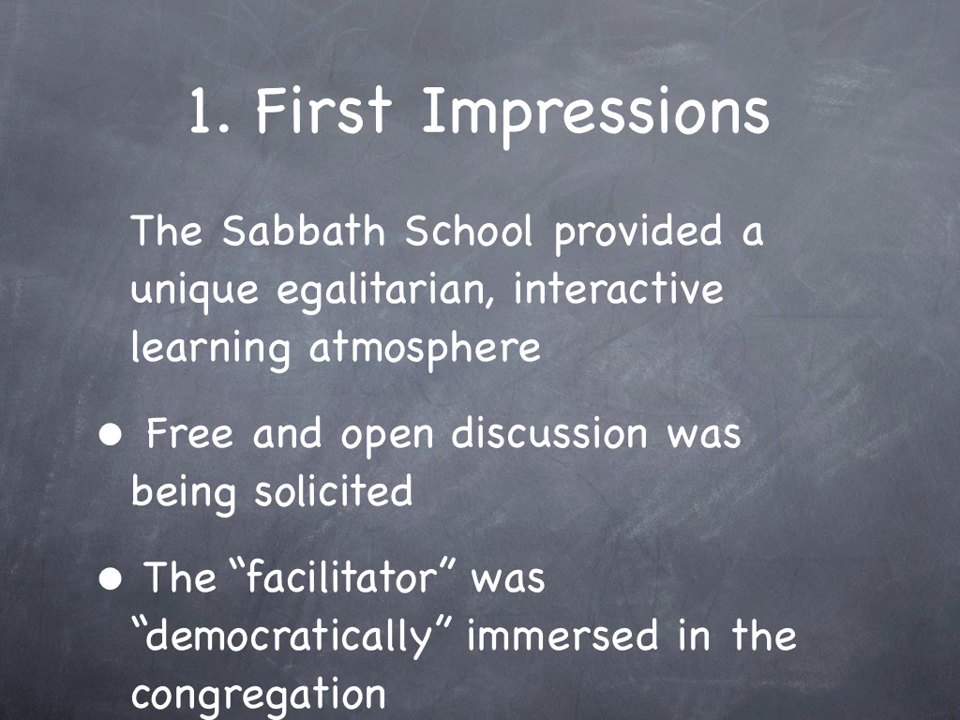 1. First Impressions
The Sabbath School provided a
unique egalitarian, interactive
learning atmosphere
• Free and open discussion was
being solicited
• The “facilitator” was
“democratically” immersed in the
congregation